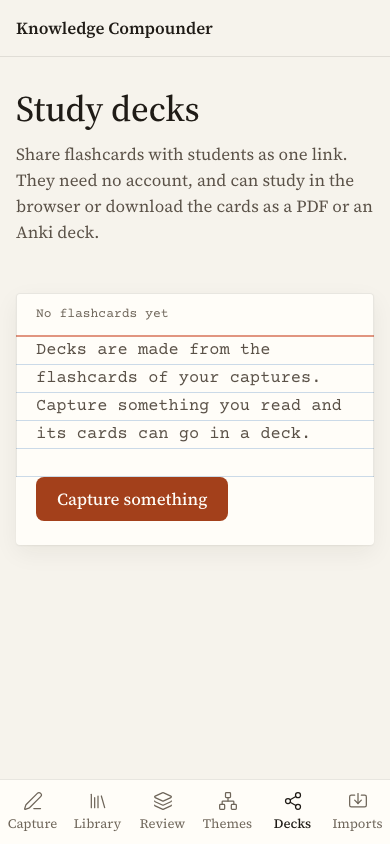 Knowledge Compounder
Study decks
Share flashcards with students as one link.
They need no account, and can study in the
browser or download the cards as a PDF or an
Anki deck.
No flashcards yet
Decks are made from the
flashcards of your captures.
Capture something you read and
its cards can go in a deck.
Capture something
Capture
Library
Review
Themes
Decks
Imports